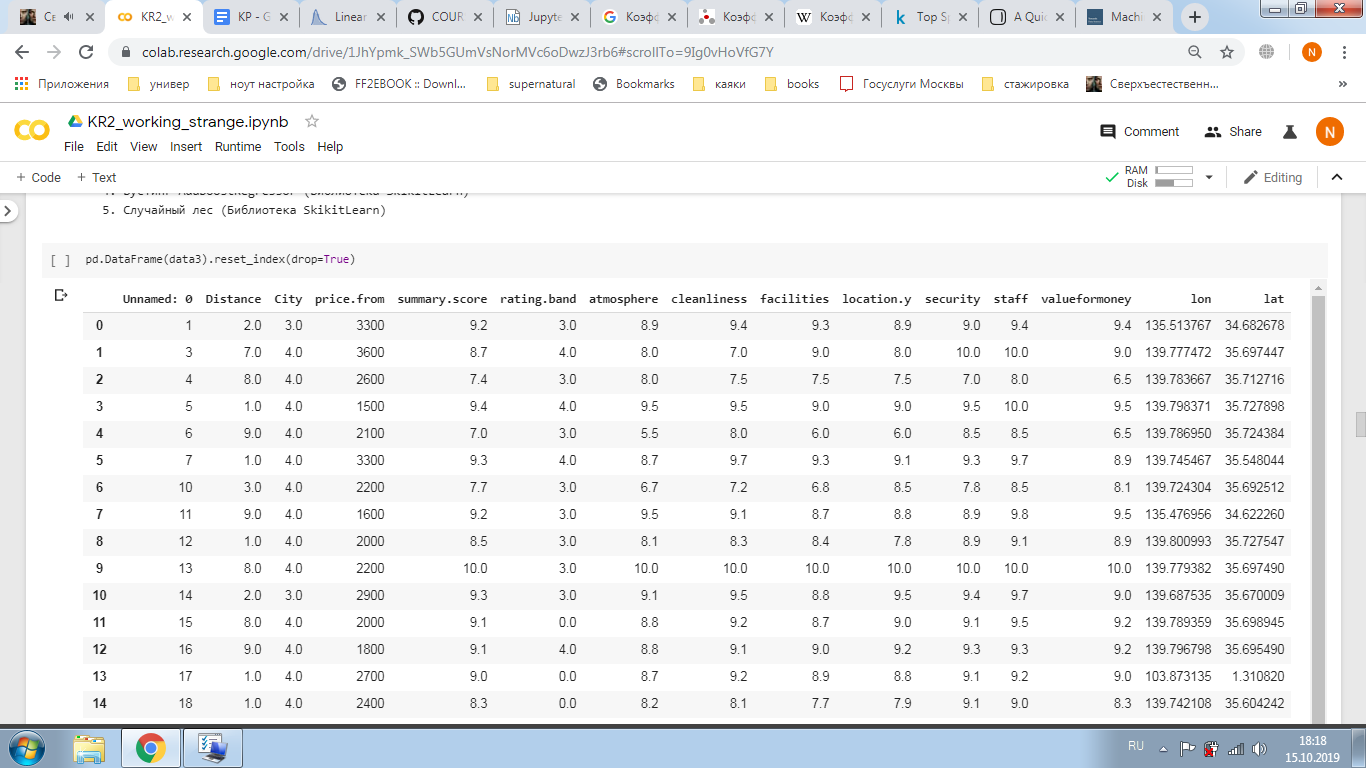 Св
KR2_w
KP - G
Linear
COUR
Jupyte
Коэфф
Коэфф
Коэфф
Top Sp
A Quic
Machi
colab.research.google.com/drive/1JhYpmk_SWb5GUmVsNorMVc6oDwzJ3rb6#scrollTo=9Ig0vHoVfG7Y
N
Приложения универ ноут настройка FF2EBOOK :: Downl... supernatural Bookmarks каяки books Госуслуги Москвы стажировка Сверхъестественн... »
KR2_working_strange.ipynb
Comment Share N
File Edit View Insert Runtime Tools Help
+ Code + Text
RAM
Disk
Editing
5. Случайный лес (Библиотека SkikitLearn)
[ ] pd.DataFrame(data3).reset_index(drop=True)
Unnamed: 0 Distance City price.from summary.score rating.band atmosphere cleanliness facilities location.y security staff valueformoney lon lat
0 1 2.0 3.0 3300 9.2 3.0 8.9 9.4 9.3 8.9 9.0 9.4 9.4 135.513767 34.682678
1 3 7.0 4.0 3600 8.7 4.0 8.0 7.0 9.0 8.0 10.0 10.0 9.0 139.777472 35.697447
2 4 8.0 4.0 2600 7.4 3.0 8.0 7.5 7.5 7.5 7.0 8.0 6.5 139.783667 35.712716
3 5 1.0 4.0 1500 9.4 4.0 9.5 9.5 9.0 9.0 9.5 10.0 9.5 139.798371 35.727898
4 6 9.0 4.0 2100 7.0 3.0 5.5 8.0 6.0 6.0 8.5 8.5 6.5 139.786950 35.724384
5 7 1.0 4.0 3300 9.3 4.0 8.7 9.7 9.3 9.1 9.3 9.7 8.9 139.745467 35.548044
6 10 3.0 4.0 2200 7.7 3.0 6.7 7.2 6.8 8.5 7.8 8.5 8.1 139.724304 35.692512
7 11 9.0 4.0 1600 9.2 3.0 9.5 9.1 8.7 8.8 8.9 9.8 9.5 135.476956 34.622260
8 12 1.0 4.0 2000 8.5 3.0 8.1 8.3 8.4 7.8 8.9 9.1 8.9 139.800993 35.727547
9 13 8.0 4.0 2200 10.0 3.0 10.0 10.0 10.0 10.0 10.0 10.0 10.0 139.779382 35.697490
10 14 2.0 3.0 2900 9.3 3.0 9.1 9.5 8.8 9.5 9.4 9.7 9.0 139.687535 35.670009
11 15 8.0 4.0 2000 9.1 0.0 8.8 9.2 8.7 9.0 9.1 9.5 9.2 139.789359 35.698945
12 16 9.0 4.0 1800 9.1 4.0 8.8 9.1 9.0 9.2 9.3 9.3 9.2 139.796798 35.695490
13 17 1.0 4.0 2700 9.0 0.0 8.7 9.2 8.9 8.8 9.1 9.2 9.0 103.873135 1.310820
14 18 1.0 4.0 2400 8.3 0.0 8.2 8.1 7.7 7.9 9.1 9.0 8.3 139.742108 35.604242
RU
18:18
15.10.2019